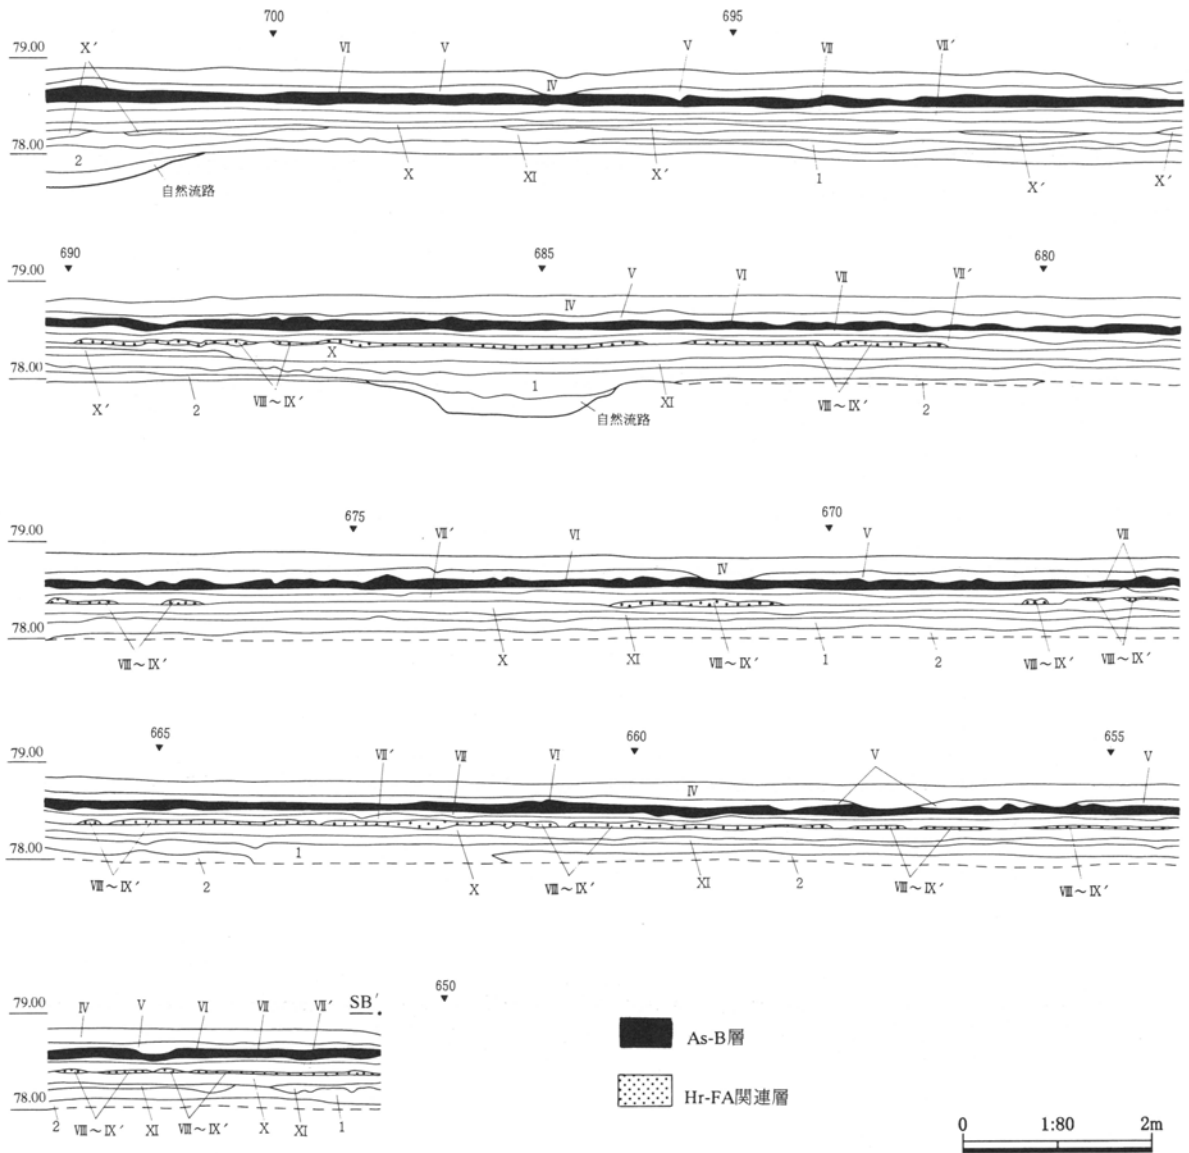 700 695
79.00 X′ VI V IV V VII VII′
78.00 2 自然流路 X XI X′ 1 X′ X′
690 685 680
79.00 IV V VI VII VII′
X
78.00 1
X′ 2 VIII～IX′ 自然流路 XI VIII～IX′ 2
675 670
79.00 VII′ VI IV V VII
78.00
VIII～IX′ X XI VIII～IX′ 1 2 VIII～IX′ VIII～IX′
665 660 655
79.00 VII′ VII VI IV V V
78.00 1
VIII～IX′ 2 X VIII～IX′ XI 2 VIII～IX′ VIII～IX′
650
79.00 IV V VI VII VII′ SB′
78.00
2 VIII～IX′ XI VIII～IX′ X XI 1
As-B層
Hr-FA関連層
0 1:80 2m